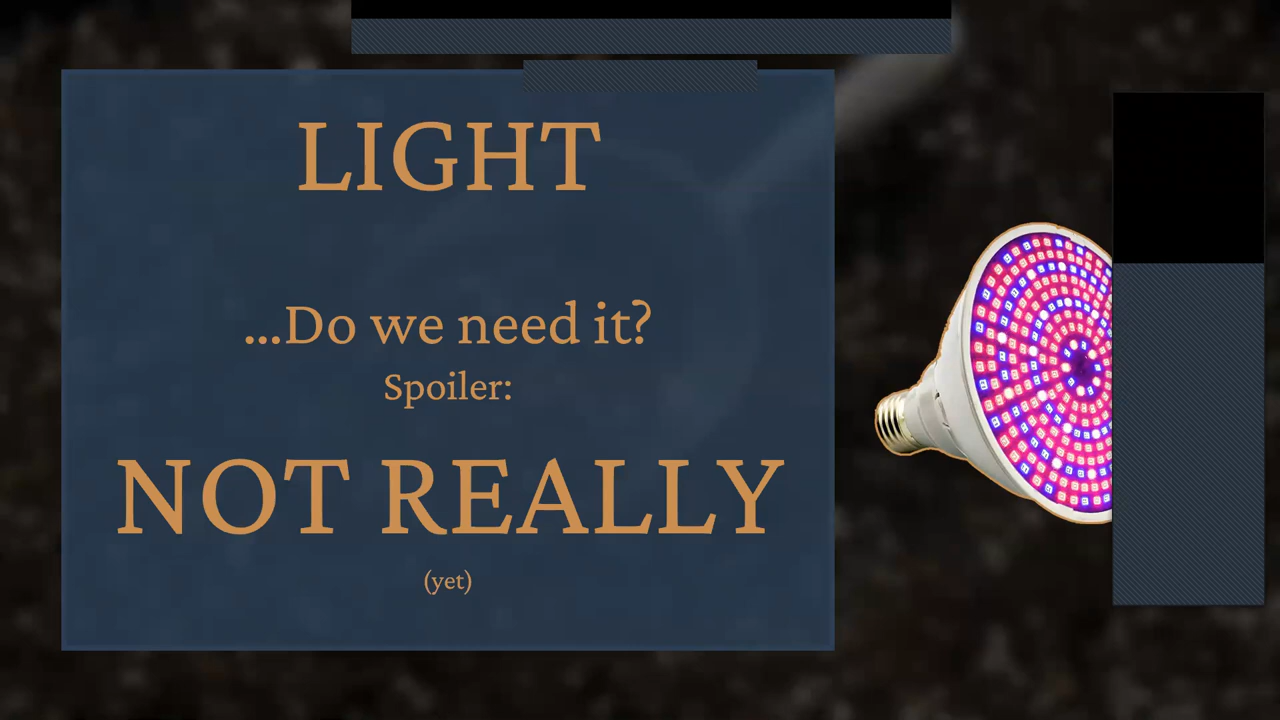 LIGHT
...Do we need it?
Spoiler:
NOT REALLY
(yet)